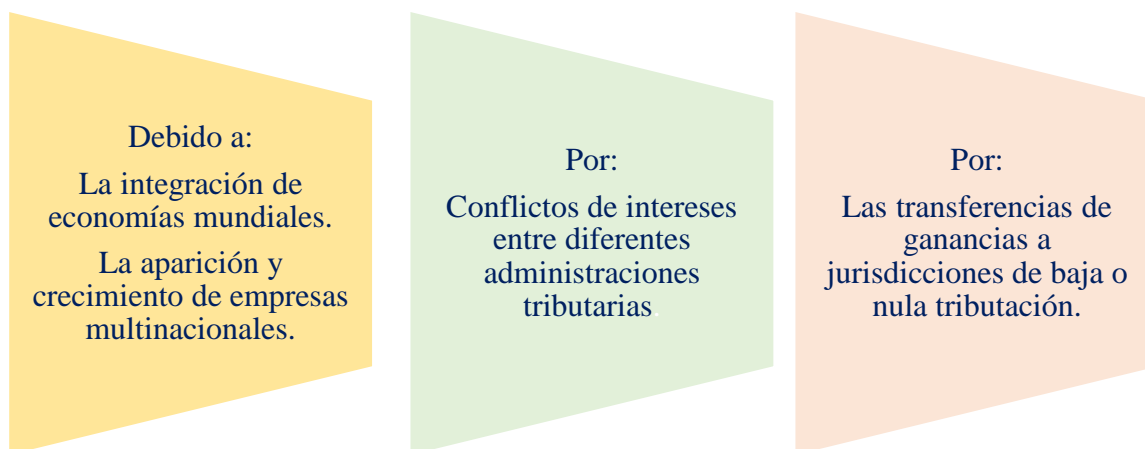 Debido a:
La integración de
economías mundiales.
La aparición y
crecimiento de empresas
multinacionales.
Por:
Conflictos de intereses
entre diferentes
administraciones
tributarias
Por:
Las transferencias de
ganancias a
jurisdicciones de baja o
nula tributación.